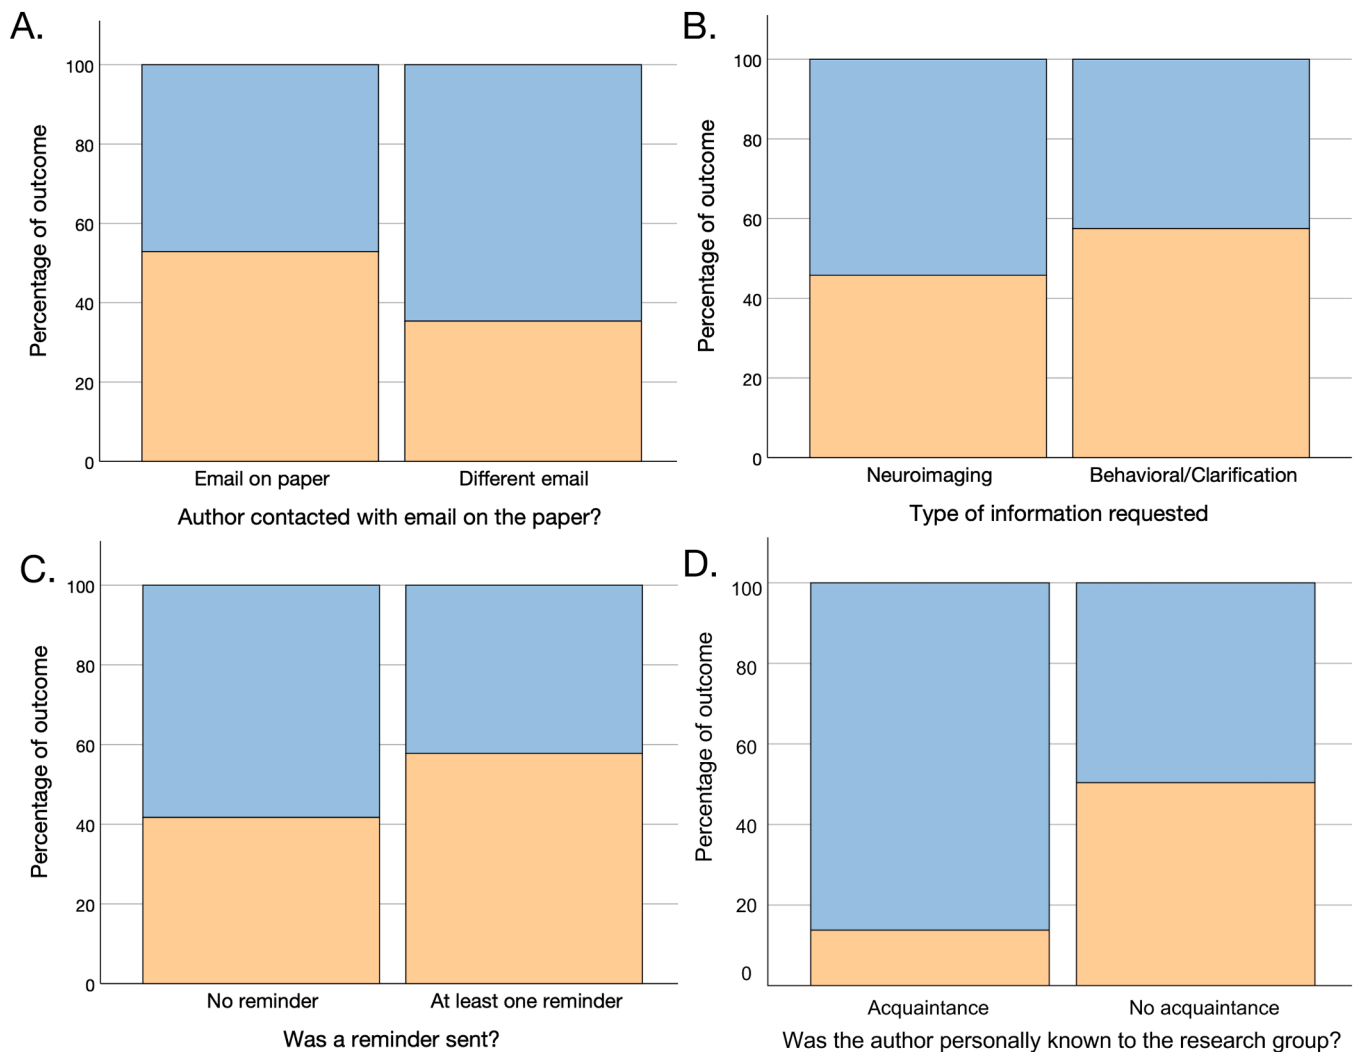 A.
Percentage of outcome
100
80
60
40
20
0
Email on paper
Different email
Author contacted with email on the paper?
B.
Percentage of outcome
100
80
60
40
20
0
Neuroimaging
Behavioral/Clarification
Type of information requested
C.
Percentage of outcome
100
80
60
40
20
0
No reminder
At least one reminder
Was a reminder sent?
D.
Percentage of outcome
100
80
60
40
20
0
Acquaintance
No acquaintance
Was the author personally known to the research group?